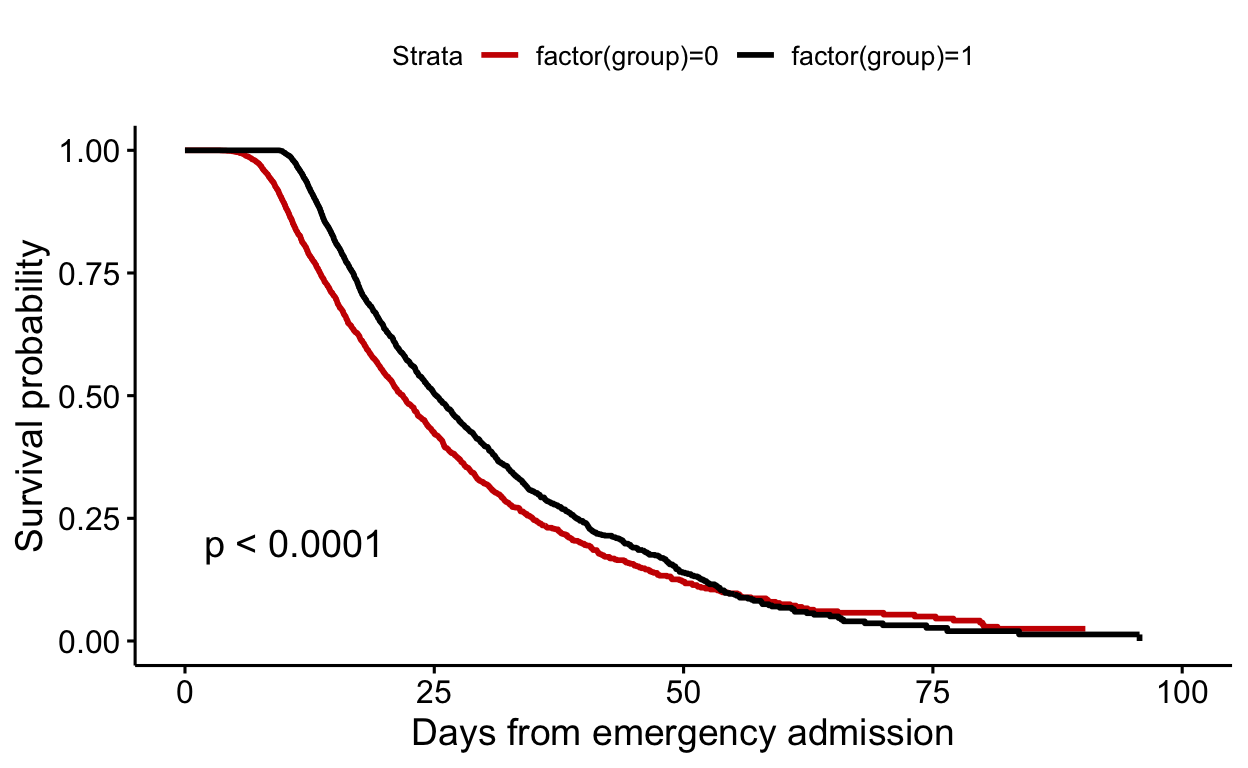 Strata factor(group)=0 factor(group)=1
1.00
0.75
0.50
0.25
0.00
Survival probability
p < 0.0001
0 25 50 75 100
Days from emergency admission